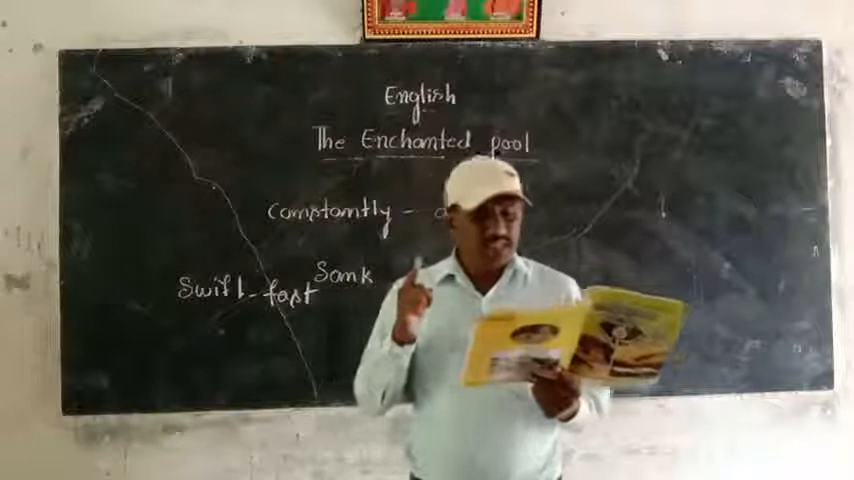 English
The Enchanted pool
Constantly - a
Sank
Swift - fast